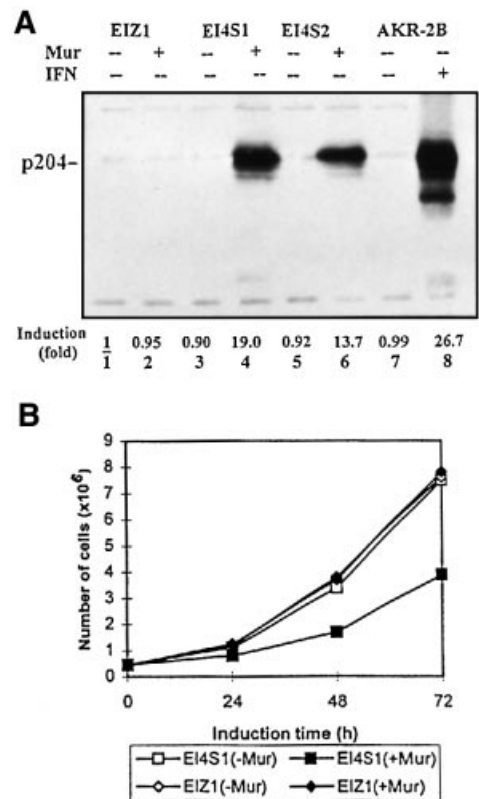 A
EIZ1 EI4S1 EI4S2 AKR-2B
Mur -- + -- + -- + -- --
IFN -- -- -- -- -- -- -- +
p204-
Induction (fold) 1 0.95 0.90 19.0 0.92 13.7 0.99 26.7
1 2 3 4 5 6 7 8
B
9
8
7
6
5
4
3
2
1
0
Number of cells (x10⁶)
0 24 48 72
Induction time (h)
EI4S1(-Mur) EI4S1(+Mur)
EIZ1(-Mur) EIZ1(+Mur)